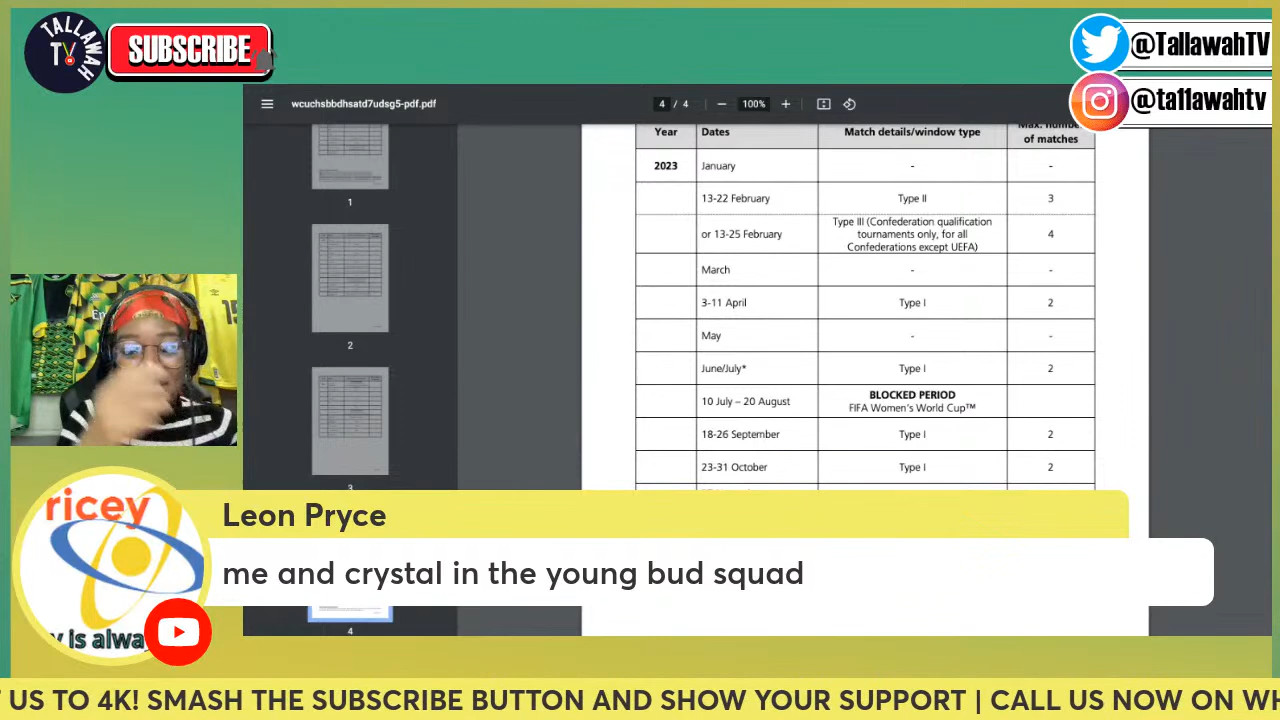 TALLAWAH
TV
SUBSCRIBE
@TallawahTV
@ta11awahtv
wcuchsbbdhsatd7udsg5-pdf.pdf
4 / 4
100%
Year Dates Match details/window type of matches
2023 January - -
13-22 February Type II 3
or 13-25 February Type III (Confederation qualification tournaments only, for all Confederations except UEFA) 4
March - -
3-11 April Type I 2
May - -
June/July* Type I 2
10 July – 20 August BLOCKED PERIOD
FIFA Women's World Cup™
18-26 September Type I 2
23-31 October Type I 2
1
2
3
4
ricey
Leon Pryce
me and crystal in the young bud squad
US TO 4K! SMASH THE SUBSCRIBE BUTTON AND SHOW YOUR SUPPORT | CALL US NOW ON